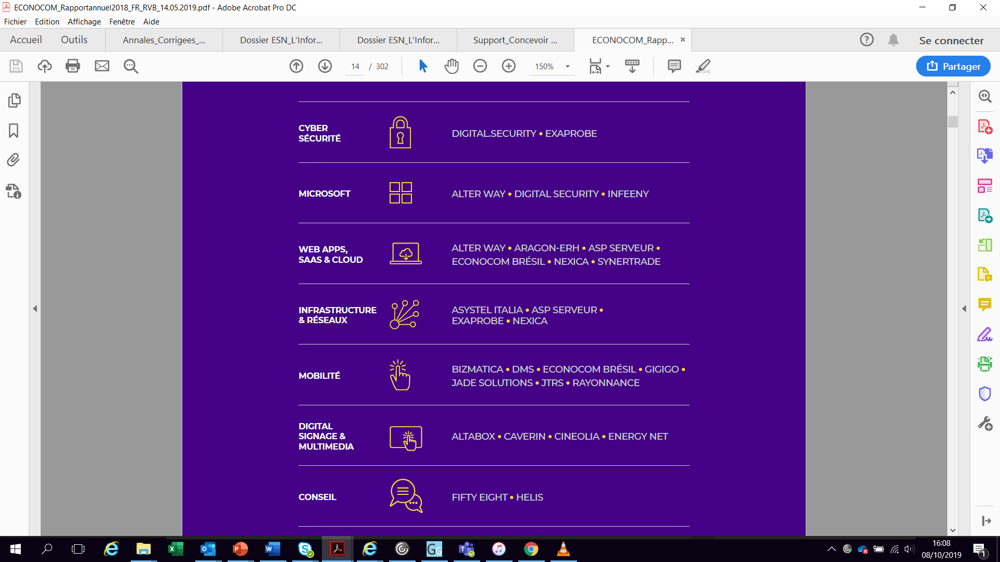 ECONOCOM_Rapportannuel2018_FR_RVB_14.05.2019.pdf - Adobe Acrobat Pro DC
Fichier Edition Affichage Fenêtre Aide
Accueil Outils Annales_Corrigees_... Dossier ESN_L'Infor... Dossier ESN_L'Infor... Support_Concevoir ... ECONOCOM_Rapp... Se connecter
14 / 302 150% Partager
CYBER
SÉCURITÉ
DIGITAL.SECURITY • EXAPROBE
MICROSOFT
ALTER WAY • DIGITAL SECURITY • INFEENY
WEB APPS,
SAAS & CLOUD
ALTER WAY • ARAGON-ERH • ASP SERVEUR •
ECONOCOM BRÉSIL • NEXICA • SYNERTRADE
INFRASTRUCTURE
& RÉSEAUX
ASYSTEL ITALIA • ASP SERVEUR •
EXAPROBE • NEXICA
MOBILITÉ
BIZMATICA • DMS • ECONOCOM BRÉSIL • GIGIGO •
JADE SOLUTIONS • JTRS • RAYONNANCE
DIGITAL
SIGNAGE &
MULTIMEDIA
ALTABOX • CAVERIN • CINEOLIA • ENERGY NET
CONSEIL
FIFTY EIGHT • HELIS
16:08
08/10/2019
1